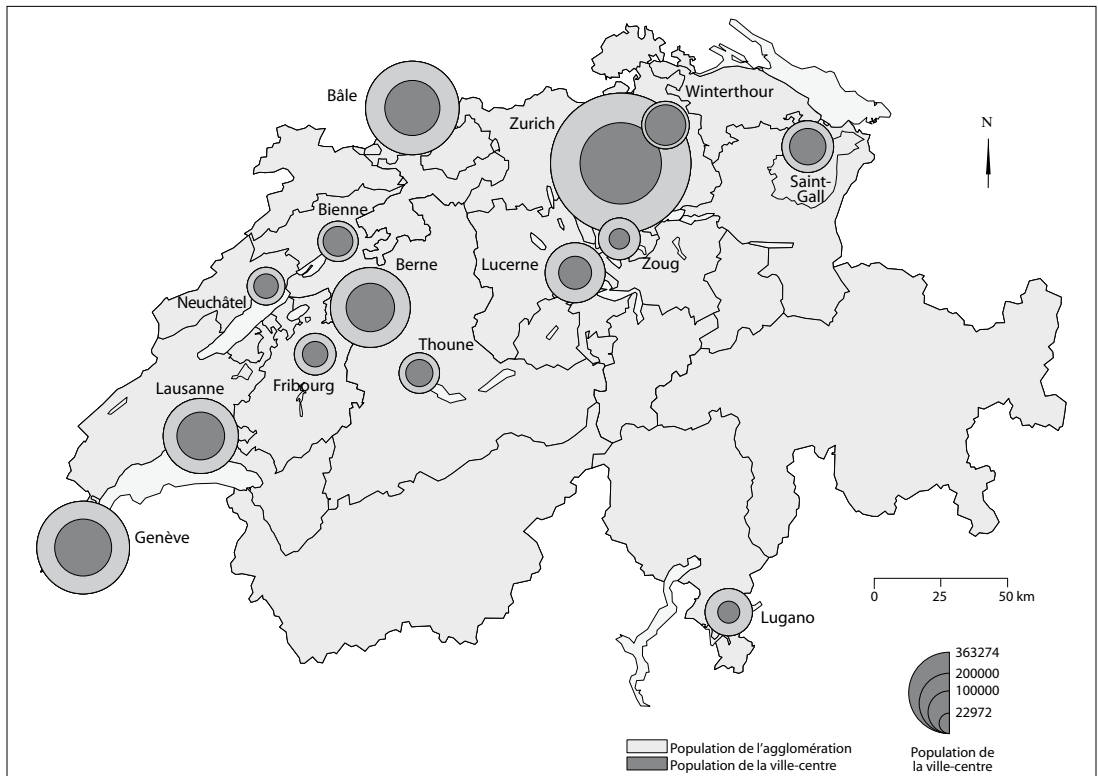 Bâle
Winterthour
Zurich
N
Saint-
Gall
Bienne
Berne
Lucerne
Zoug
Neuchâtel
Thoune
Fribourg
Lausanne
Genève
0 25 50 km
Lugano
363274
200000
100000
22972
Population de l'agglomération
Population de la ville-centre
Population de
la ville-centre